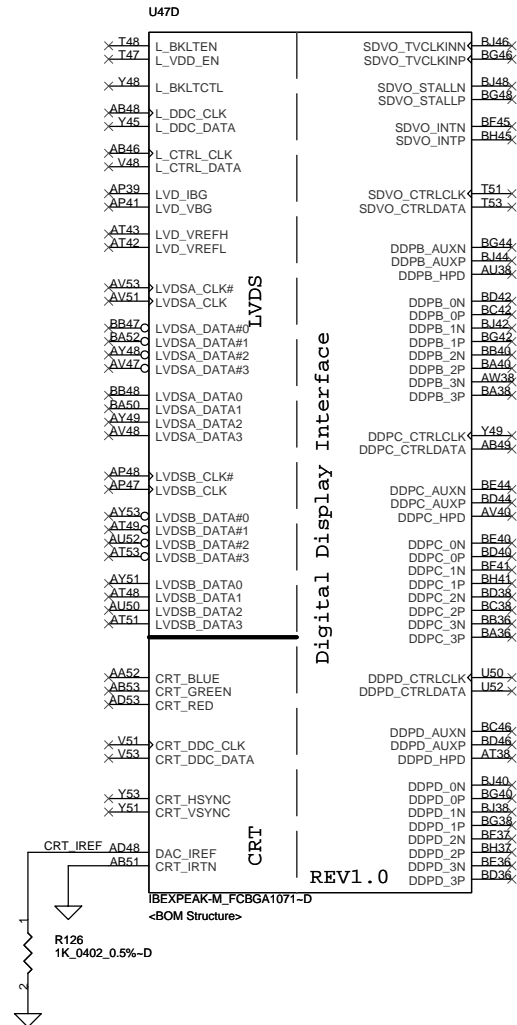 U47D
T48 L_BKLTEN SDVO_TVCLKINN BJ46
T47 L_VDD_EN SDVO_TVCLKINP BG46
Y48 L_BKLTCTL SDVO_STALLN BJ48
SDVO_STALLP BG48
AB48 L_DDC_CLK
Y45 L_DDC_DATA SDVO_INTN BF45
SDVO_INTP BH45
AB46 L_CTRL_CLK
V48 L_CTRL_DATA
AP39 LVD_IBG SDVO_CTRLCLK T51
AP41 LVD_VBG SDVO_CTRLDATA T53
AT43 LVD_VREFH
AT42 LVD_VREFL DDPB_AUXN BG44
DDPB_AUXP BJ44
DDPB_HPD AU38
AV53 LVDSA_CLK#
AV51 LVDSA_CLK DDPB_0N BD42
DDPB_0P BC42
BB47 LVDSA_DATA#0 DDPB_1N BJ42
BA52 LVDSA_DATA#1 DDPB_1P BG42
AY48 LVDSA_DATA#2 DDPB_2N BB40
AV47 LVDSA_DATA#3 DDPB_2P BA40
DDPB_3N AW38
BB48 LVDSA_DATA0 DDPB_3P BA38
BA50 LVDSA_DATA1
AY49 LVDSA_DATA2
AV48 LVDSA_DATA3 DDPC_CTRLCLK Y49
DDPC_CTRLDATA AB49
LVDS
AP48 LVDSB_CLK#
AP47 LVDSB_CLK DDPC_AUXN BE44
DDPC_AUXP BD44
AY53 LVDSB_DATA#0 DDPC_HPD AV40
AT49 LVDSB_DATA#1
AU52 LVDSB_DATA#2 DDPC_0N BE40
AT53 LVDSB_DATA#3 DDPC_0P BD40
DDPC_1N BF41
AY51 LVDSB_DATA0 DDPC_1P BH41
AT48 LVDSB_DATA1 DDPC_2N BD38
AU50 LVDSB_DATA2 DDPC_2P BC38
AT51 LVDSB_DATA3 DDPC_3N BB36
DDPC_3P BA36
Digital Display Interface
AA52 CRT_BLUE DDPD_CTRLCLK U50
AB53 CRT_GREEN DDPD_CTRLDATA U52
AD53 CRT_RED
DDPD_AUXN BC46
V51 CRT_DDC_CLK DDPD_AUXP BD46
V53 CRT_DDC_DATA DDPD_HPD AT38
Y53 CRT_HSYNC DDPD_0N BJ40
Y51 CRT_VSYNC DDPD_0P BG40
DDPD_1N BJ38
DDPD_1P BG38
DDPD_2N BF37
CRT_IREF AD48 DAC_IREF DDPD_2P BH37
AB51 CRT_IRTN DDPD_3N BE36
DDPD_3P BD36
CRT
REV1.0
IBEXPEAK-M_FCBGA1071~D
<BOM Structure>
1
R126
1K_0402_0.5%~D
2